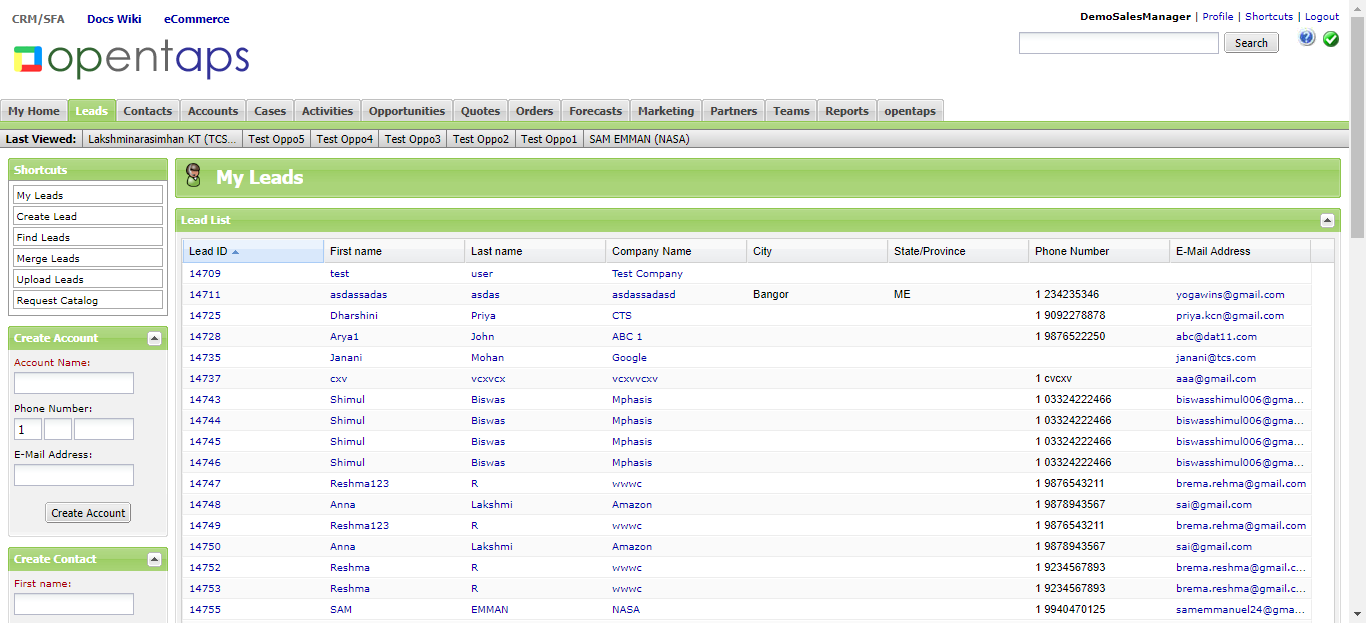 CRM/SFA Docs Wiki eCommerce
DemoSalesManager | Profile | Shortcuts | Logout
opentaps
Search
My Home Leads Contacts Accounts Cases Activities Opportunities Quotes Orders Forecasts Marketing Partners Teams Reports opentaps
Last Viewed: Lakshminarasimhan KT (TCS... Test Oppo5 Test Oppo4 Test Oppo3 Test Oppo2 Test Oppo1 SAM EMMAN (NASA)
Shortcuts
My Leads
Create Lead
Find Leads
Merge Leads
Upload Leads
Request Catalog
Create Account
Account Name:
Phone Number:
1
E-Mail Address:
Create Account
Create Contact
First name:
My Leads
Lead List
Lead ID First name Last name Company Name City State/Province Phone Number E-Mail Address
14709 test user Test Company
14711 asdassadas asdas asdassadasd Bangor ME 1 234235346 yogawins@gmail.com
14725 Dharshini Priya CTS 1 9092278878 priya.kcn@gmail.com
14728 Arya1 John ABC 1 1 9876522250 abc@dat11.com
14735 Janani Mohan Google janani@tcs.com
14737 cxv vcxvcx vcxvvcxv 1 cvcxv aaa@gmail.com
14743 Shimul Biswas Mphasis 1 03324222466 biswasshimul006@gma...
14744 Shimul Biswas Mphasis 1 03324222466 biswasshimul006@gma...
14745 Shimul Biswas Mphasis 1 03324222466 biswasshimul006@gma...
14746 Shimul Biswas Mphasis 1 03324222466 biswasshimul006@gma...
14747 Reshma123 R wwwc 1 9876543211 brema.rehma@gmail.com
14748 Anna Lakshmi Amazon 1 9878943567 sai@gmail.com
14749 Reshma123 R wwwc 1 9876543211 brema.rehma@gmail.com
14750 Anna Lakshmi Amazon 1 9878943567 sai@gmail.com
14752 Reshma R wwwc 1 9234567893 brema.reshma@gmail.c...
14753 Reshma R wwwc 1 9234567893 brema.reshma@gmail.c...
14755 SAM EMMAN NASA 1 9940470125 samemmanuel24@gma...